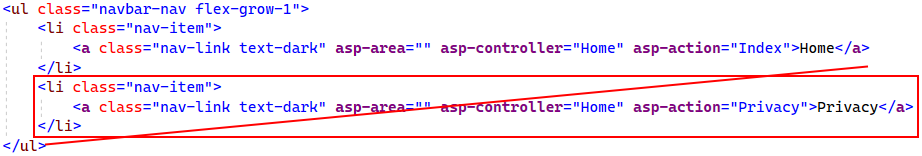 <ul class="navbar-nav flex-grow-1">
    <li class="nav-item">
        <a class="nav-link text-dark" asp-area="" asp-controller="Home" asp-action="Index">Home</a>
    </li>
    <li class="nav-item">
        <a class="nav-link text-dark" asp-area="" asp-controller="Home" asp-action="Privacy">Privacy</a>
    </li>
</ul>